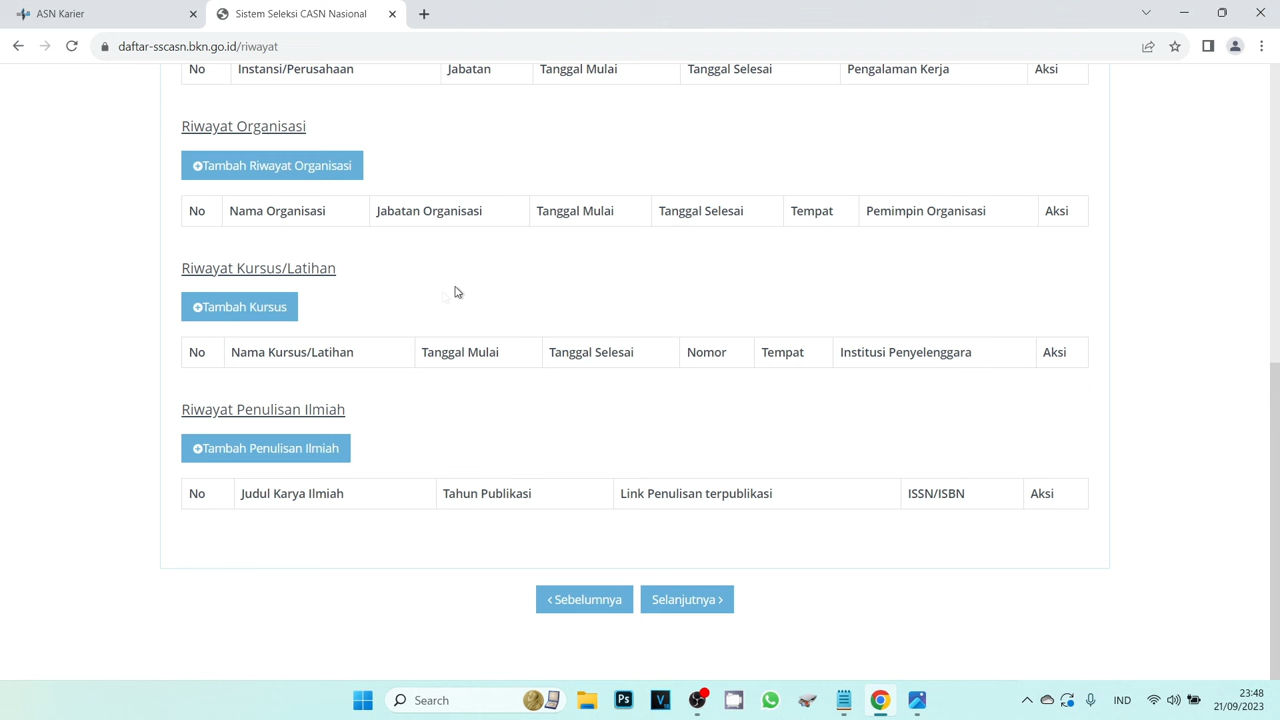 ASN Karier
Sistem Seleksi CASN Nasional
daftar-sscasn.bkn.go.id/riwayat
No Instansi/Perusahaan Jabatan Tanggal Mulai Tanggal Selesai Pengalaman Kerja Aksi
Riwayat Organisasi
Tambah Riwayat Organisasi
No Nama Organisasi Jabatan Organisasi Tanggal Mulai Tanggal Selesai Tempat Pemimpin Organisasi Aksi
Riwayat Kursus/Latihan
Tambah Kursus
No Nama Kursus/Latihan Tanggal Mulai Tanggal Selesai Nomor Tempat Institusi Penyelenggara Aksi
Riwayat Penulisan Ilmiah
Tambah Penulisan Ilmiah
No Judul Karya Ilmiah Tahun Publikasi Link Penulisan terpublikasi ISSN/ISBN Aksi
< Sebelumnya Selanjutnya >
Search Ps V IND 23:48
21/09/2023